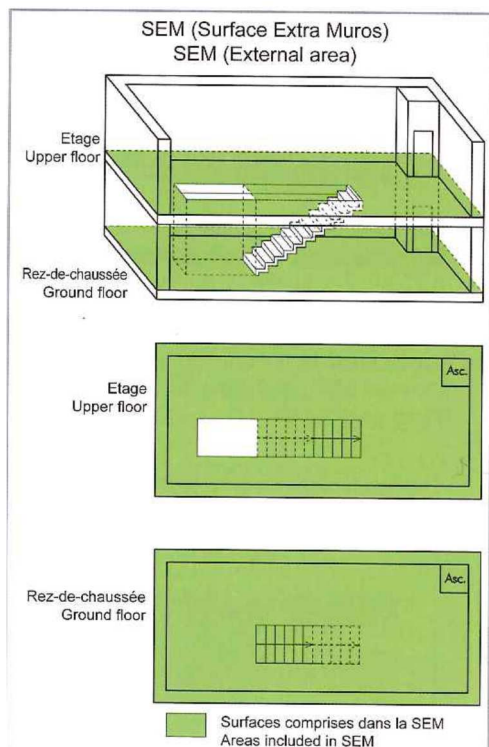 SEM (Surface Extra Muros)
SEM (External area)
Etage
Upper floor
Rez-de-chaussée
Ground floor
Etage
Upper floor
Asc.
Rez-de-chaussée
Ground floor
Asc.
Surfaces comprises dans la SEM
Areas included in SEM